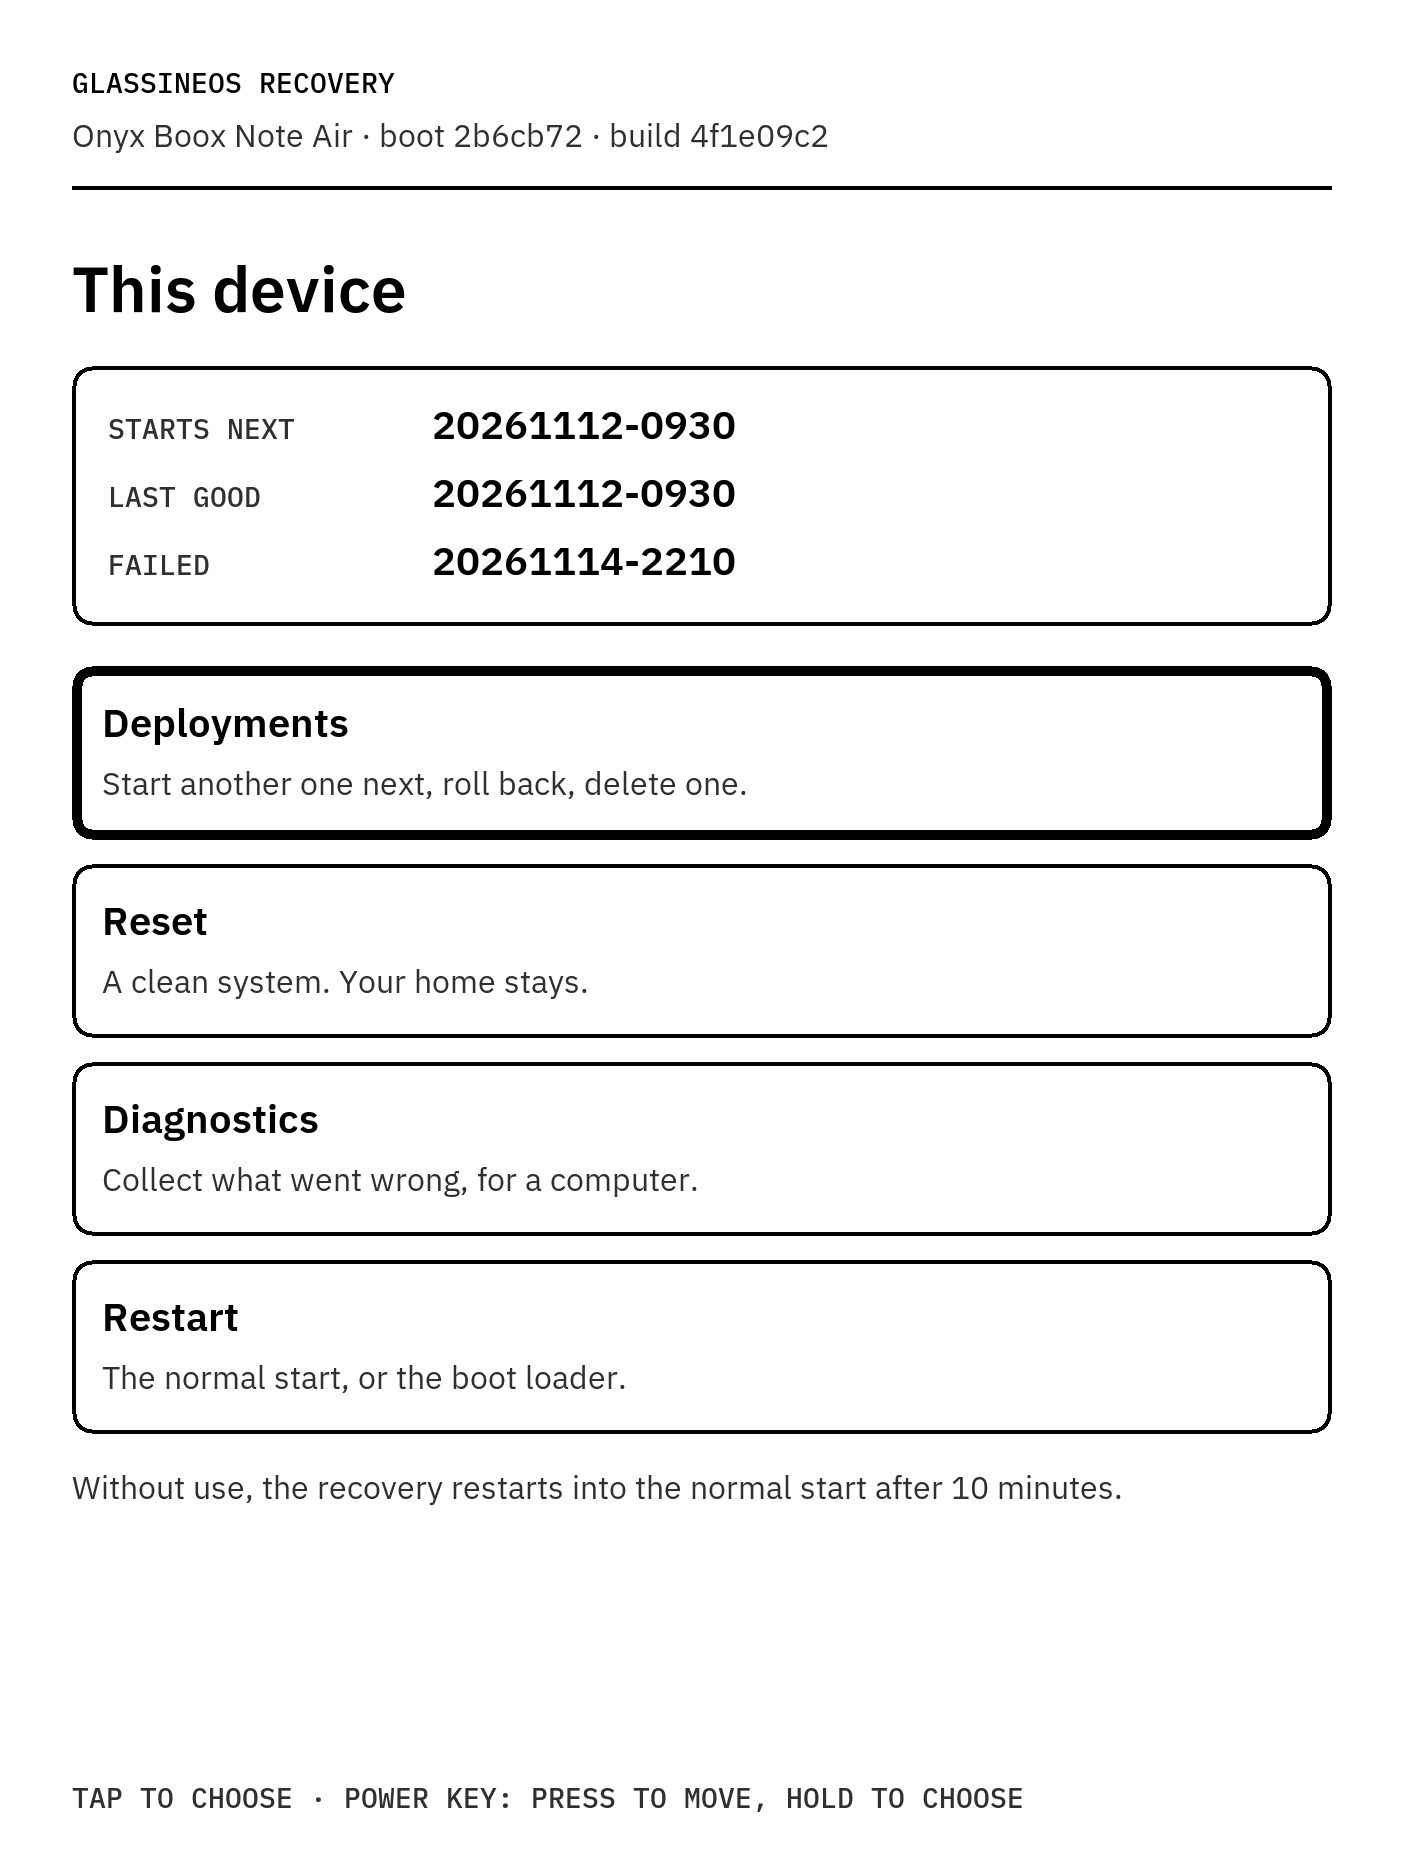 GLASSINEOS RECOVERY
Onyx Boox Note Air · boot 2b6cb72 · build 4f1e09c2
This device
STARTS NEXT 20261112-0930
LAST GOOD 20261112-0930
FAILED 20261114-2210
Deployments
Start another one next, roll back, delete one.
Reset
A clean system. Your home stays.
Diagnostics
Collect what went wrong, for a computer.
Restart
The normal start, or the boot loader.
Without use, the recovery restarts into the normal start after 10 minutes.
TAP TO CHOOSE · POWER KEY: PRESS TO MOVE, HOLD TO CHOOSE